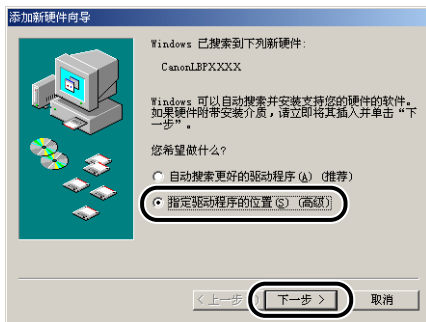 添加新硬件向导
Windows 已搜索到下列新硬件:
CanonLBPXXXX
Windows 可以自动搜索并安装支持您的硬件的软件。
如果硬件附带安装介质，请立即将其插入并单击“下
一步”。
您希望做什么?
自动搜索更好的驱动程序(A) (推荐)
指定驱动程序的位置(S) (高级)
< 上一步
下一步 >
取消